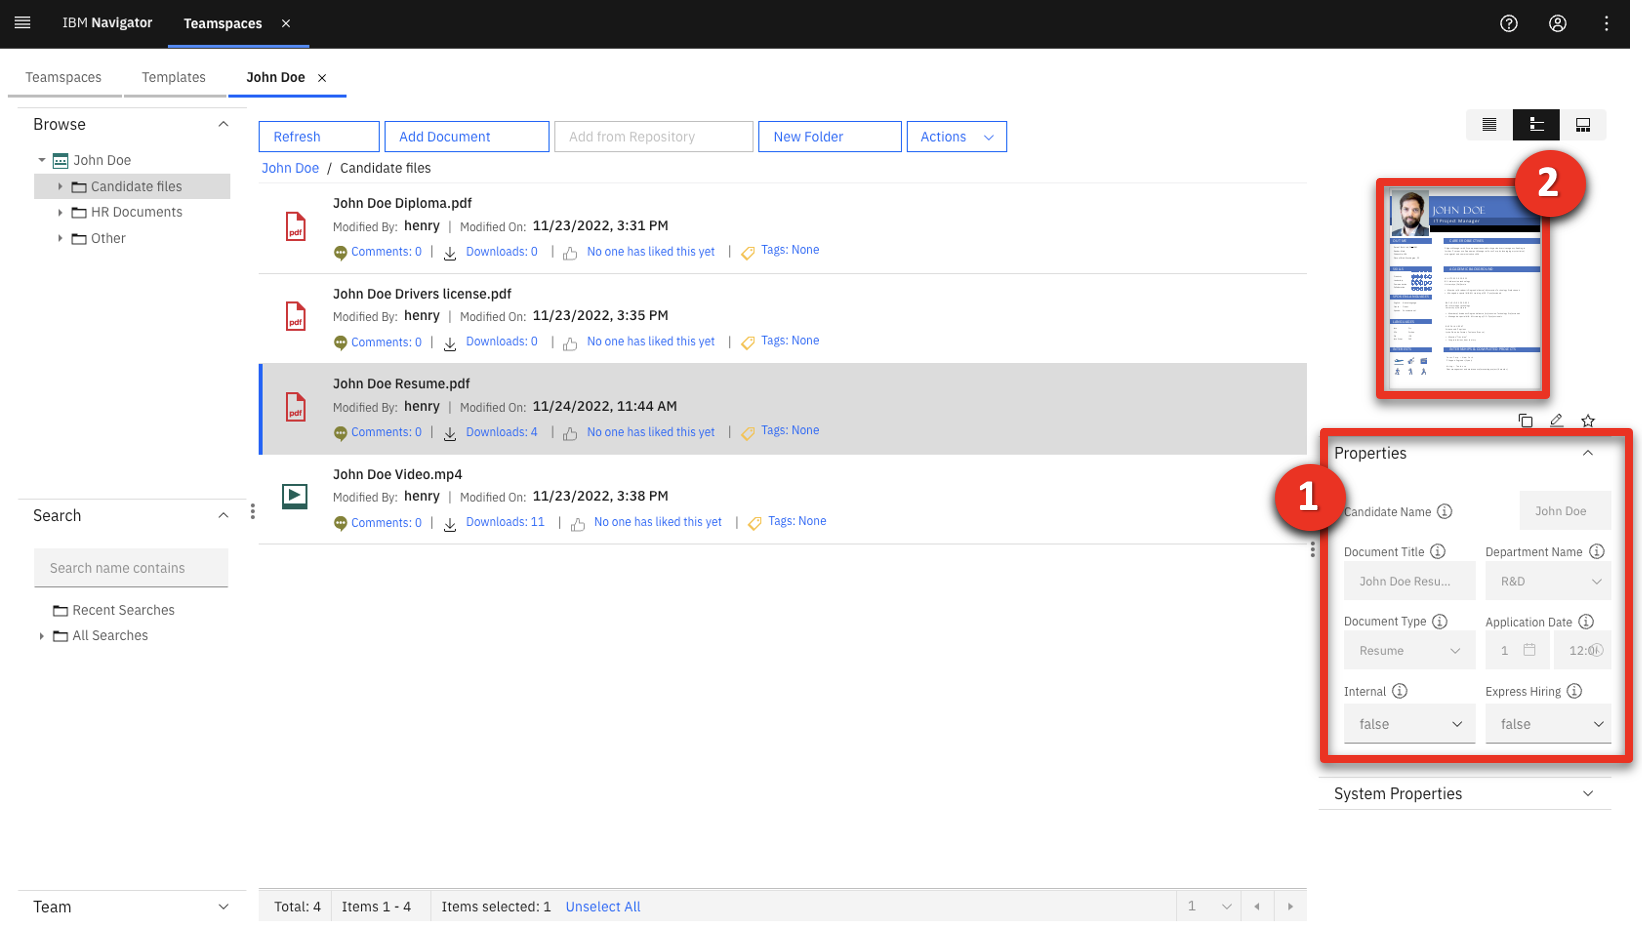 IBM Navigator
Teamspaces
Teamspaces
Templates
John Doe
Browse
John Doe
Candidate files
HR Documents
Other
Search
Search name contains
Recent Searches
All Searches
Team
Refresh
Add Document
Add from Repository
New Folder
Actions
John Doe / Candidate files
John Doe Diploma.pdf
Modified By: henry | Modified On: 11/23/2022, 3:31 PM
Comments: 0 | Downloads: 0 | No one has liked this yet | Tags: None
pdf
John Doe Drivers license.pdf
Modified By: henry | Modified On: 11/23/2022, 3:35 PM
Comments: 0 | Downloads: 0 | No one has liked this yet | Tags: None
pdf
John Doe Resume.pdf
Modified By: henry | Modified On: 11/24/2022, 11:44 AM
Comments: 0 | Downloads: 4 | No one has liked this yet | Tags: None
pdf
John Doe Video.mp4
Modified By: henry | Modified On: 11/23/2022, 3:38 PM
Comments: 0 | Downloads: 11 | No one has liked this yet | Tags: None
Total: 4
Items 1 - 4
Items selected: 1
Unselect All
1
2
JOHN DOE
IT Project Manager
1
Properties
Candidate Name
John Doe
Document Title
Department Name
John Doe Resu...
R&D
Document Type
Application Date
Resume
1
12:0
Internal
Express Hiring
false
false
System Properties